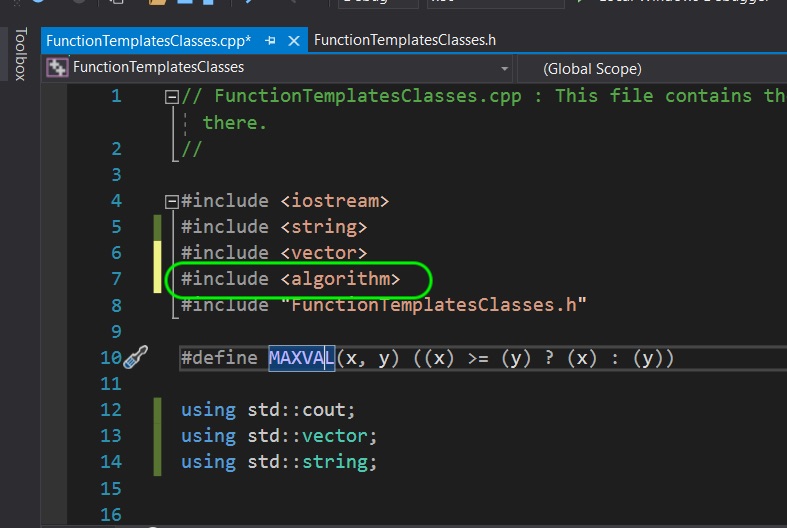 Toolbox
FunctionTemplatesClasses.cpp*
FunctionTemplatesClasses.h
FunctionTemplatesClasses
(Global Scope)
1 // FunctionTemplatesClasses.cpp : This file contains th
there.
2 //
3
4 #include <iostream>
5 #include <string>
6 #include <vector>
7 #include <algorithm>
8 #include "FunctionTemplatesClasses.h"
9
10 #define MAXVAL(x, y) ((x) >= (y) ? (x) : (y))
11
12 using std::cout;
13 using std::vector;
14 using std::string;
15
16